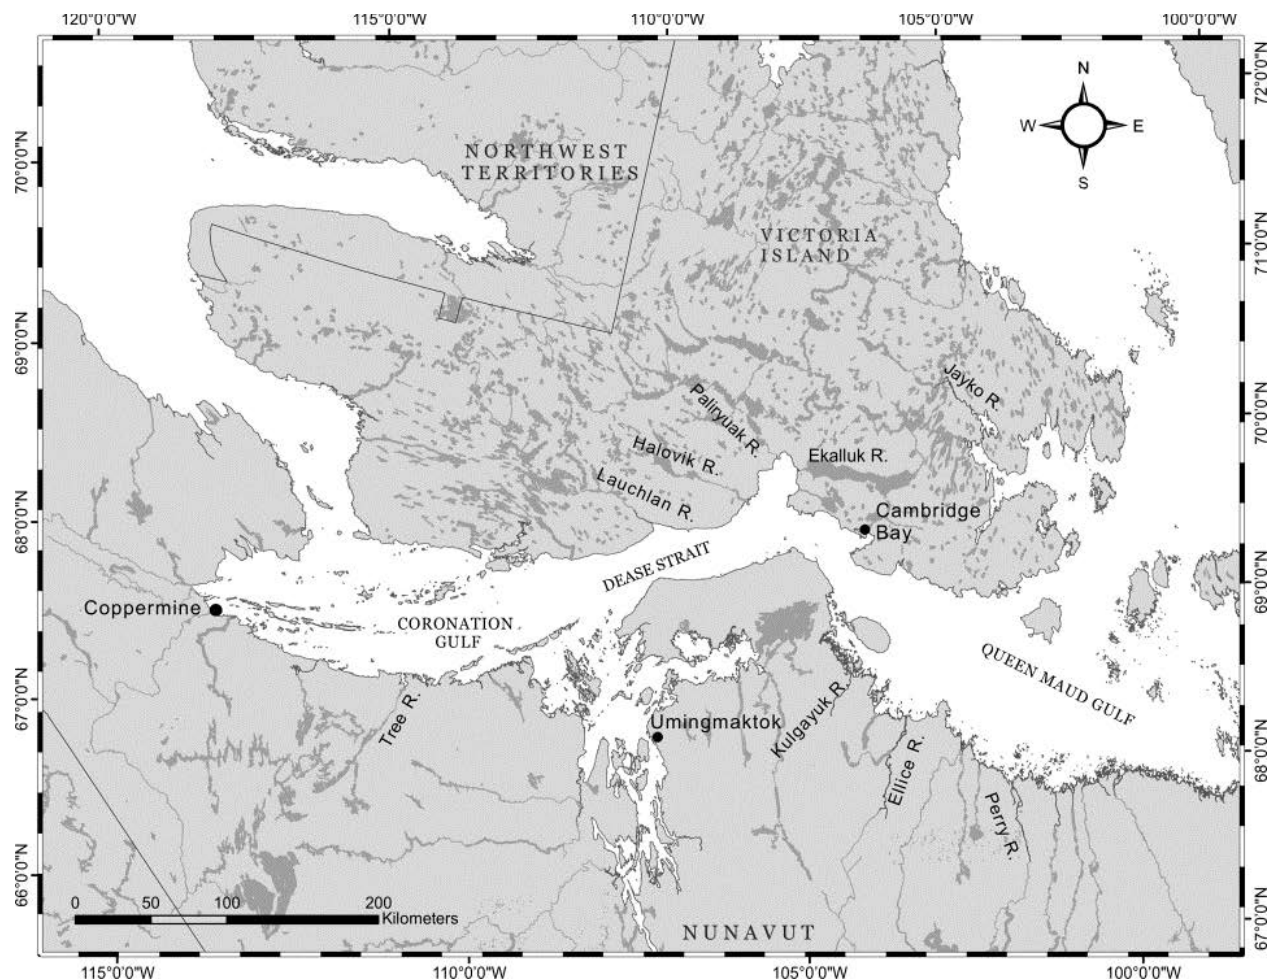 120°0'0"W 115°0'0"W 110°0'0"W 105°0'0"W 100°0'0"W
72°0'0"N
N
W E
S
NORTHWEST
TERRITORIES
70°0'0"N
VICTORIA
ISLAND
71°0'0"N
69°0'0"N
Jayko R.
Paliryuak R.
70°0'0"N
Halovik R.
Ekalluk R.
Lauchlan R.
Cambridge
Bay
68°0'0"N
DEASE STRAIT
69°0'0"N
Coppermine
CORONATION
GULF
QUEEN MAUD GULF
67°0'0"N
Tree R.
Umingmaktok
Kulgayuk R.
68°0'0"N
Ellice R.
Perry R.
66°0'0"N
0 50 100 200
Kilometers
67°0'0"N
NUNAVUT
115°0'0"W 110°0'0"W 105°0'0"W 100°0'0"W